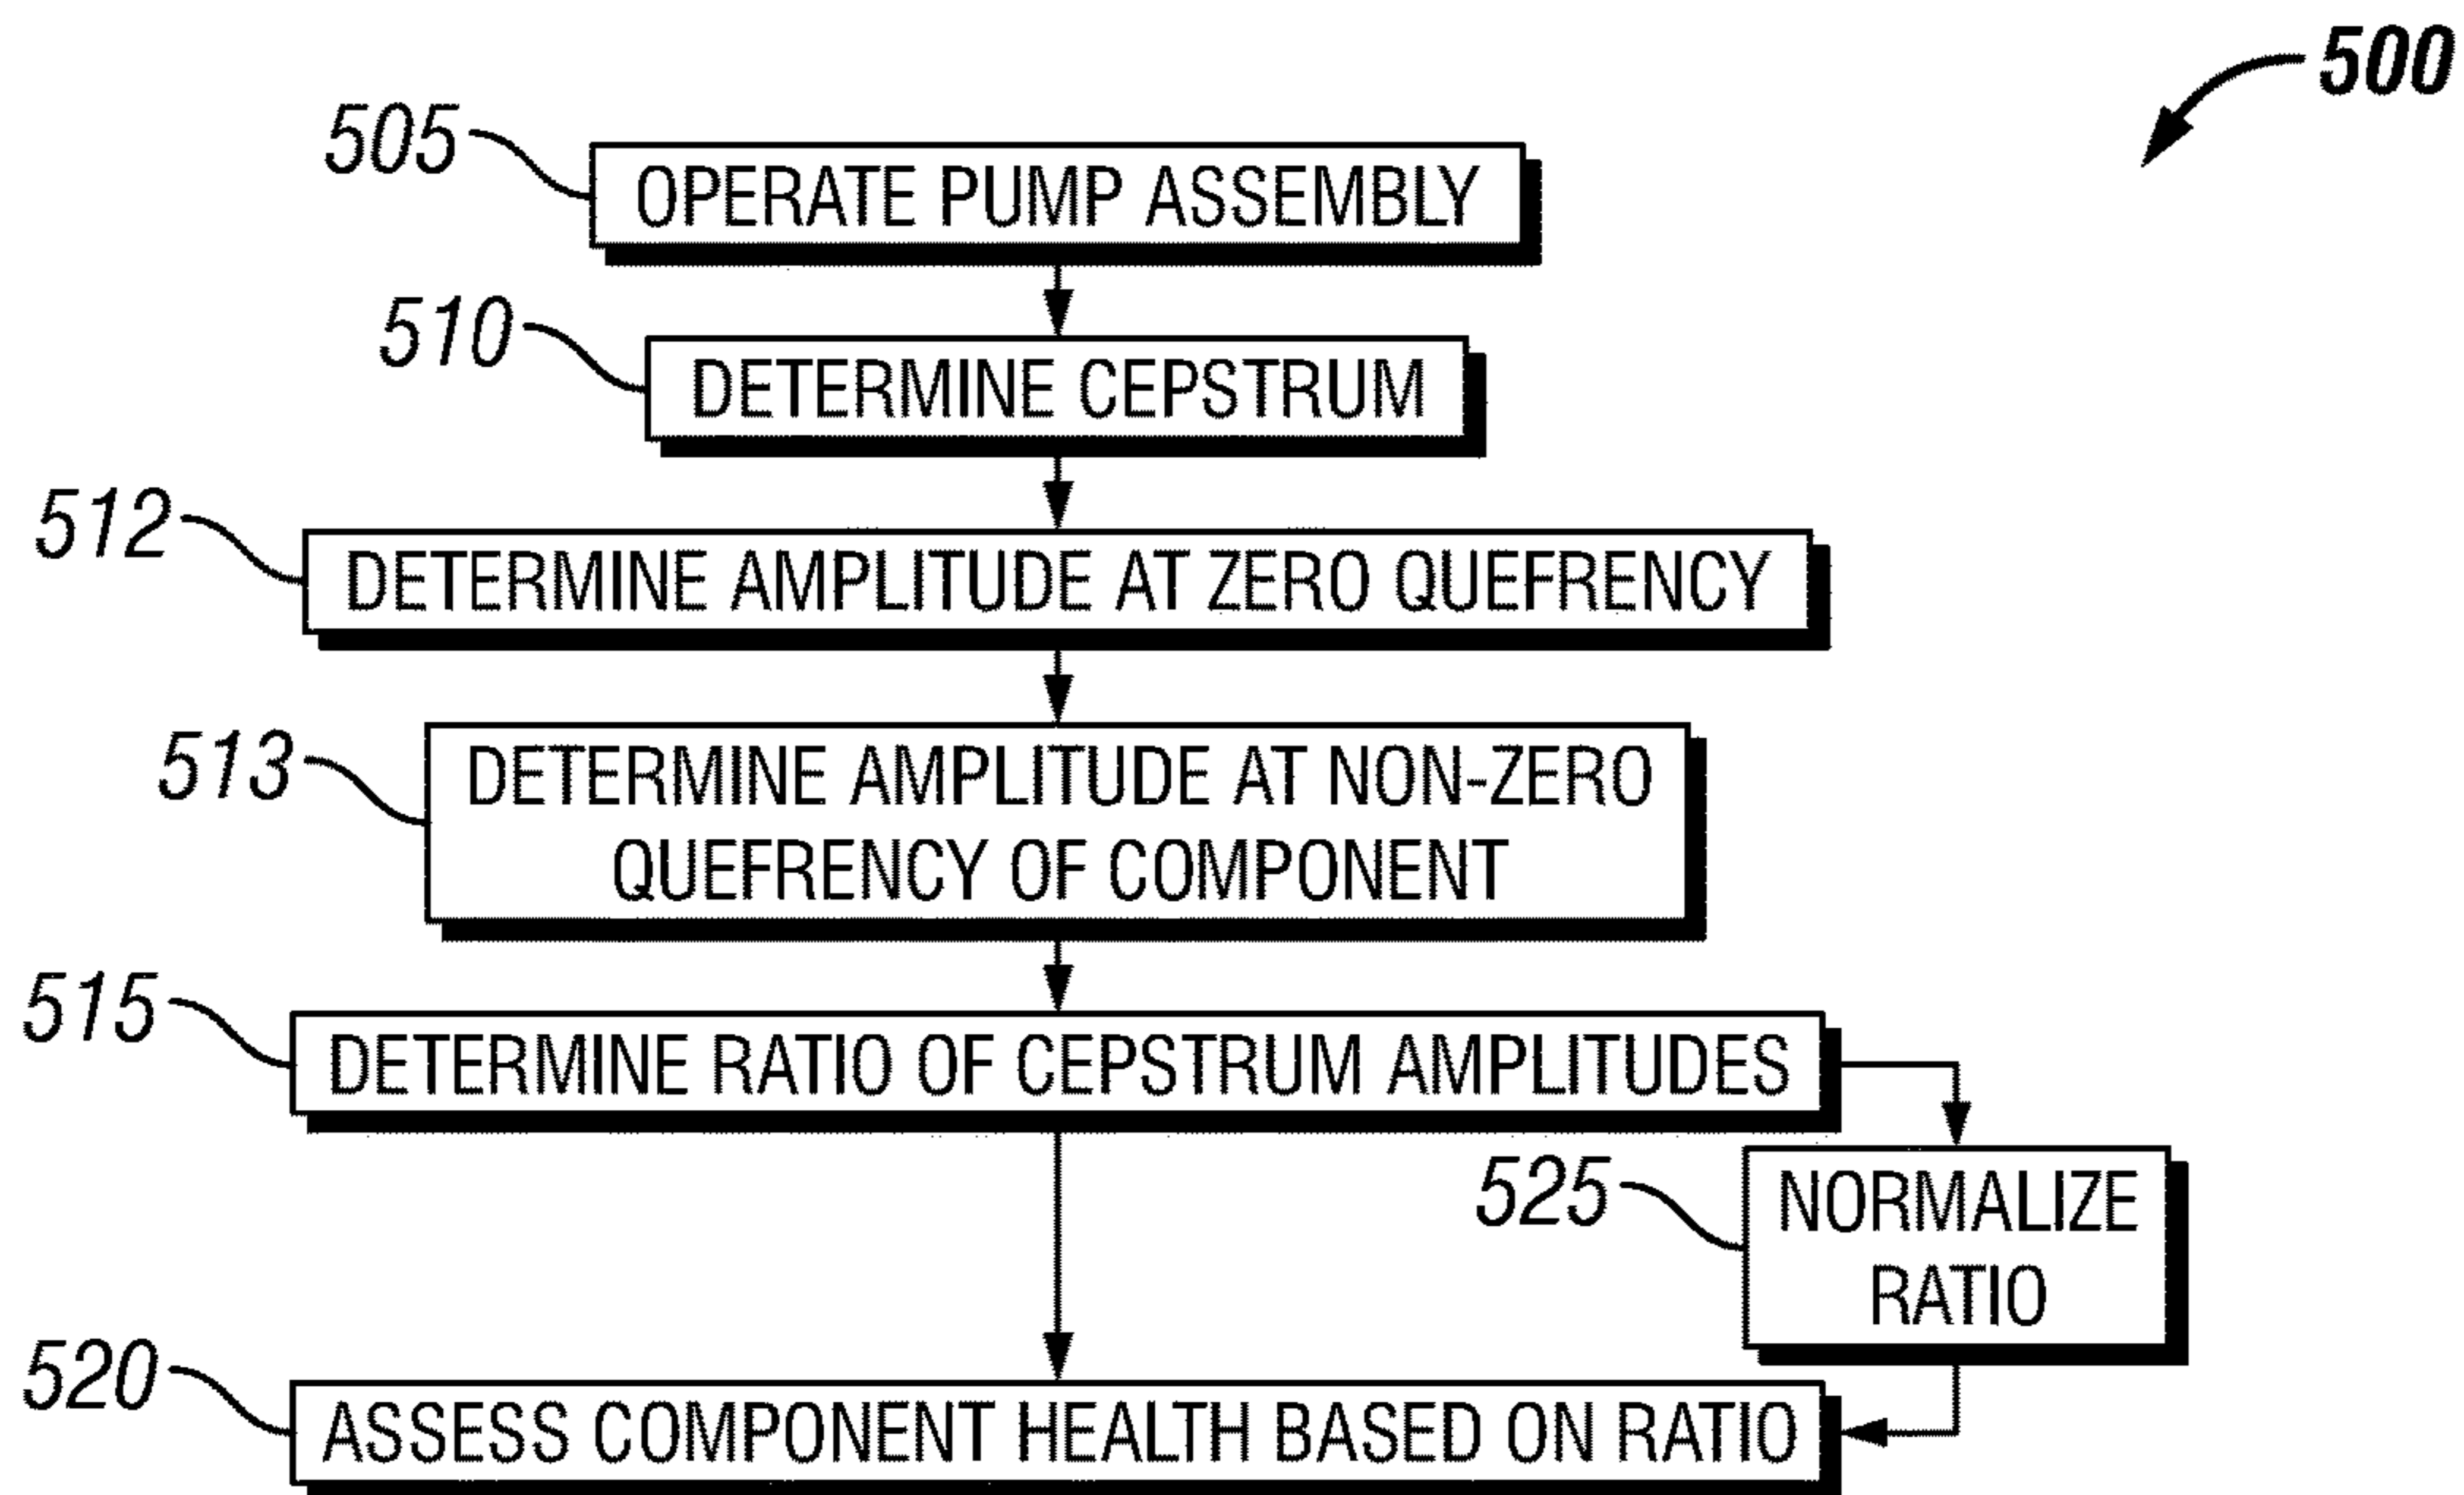 500
505
OPERATE PUMP ASSEMBLY
510
DETERMINE CEPSTRUM
512
DETERMINE AMPLITUDE AT ZERO QUEFRENCY
513
DETERMINE AMPLITUDE AT NON-ZERO
QUEFRENCY OF COMPONENT
515
DETERMINE RATIO OF CEPSTRUM AMPLITUDES
525
NORMALIZE
RATIO
520
ASSESS COMPONENT HEALTH BASED ON RATIO